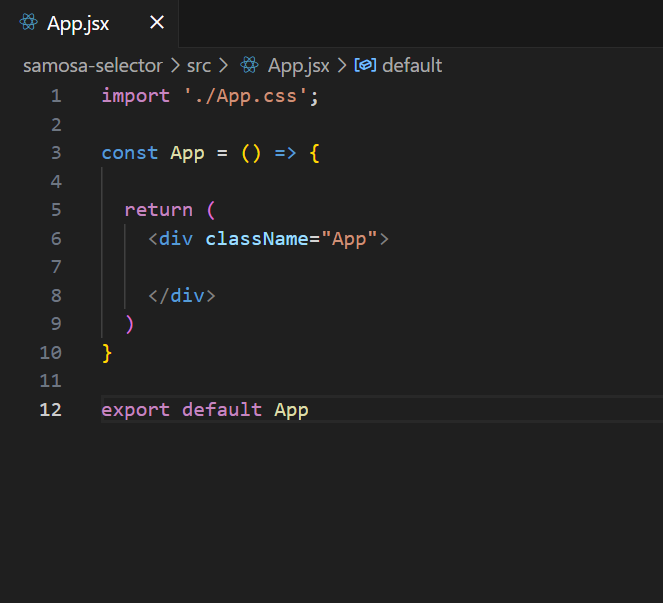 App.jsx ×
samosa-selector > src > App.jsx > default
1 import './App.css';
2
3 const App = () => {
4
5   return (
6     <div className="App">
7
8     </div>
9   )
10 }
11
12 export default App